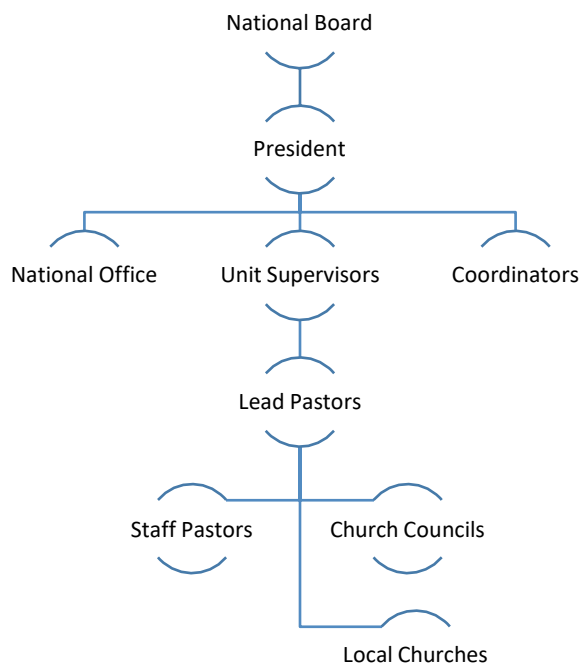 National Board
President
National Office
Unit Supervisors
Coordinators
Lead Pastors
Staff Pastors
Church Councils
Local Churches